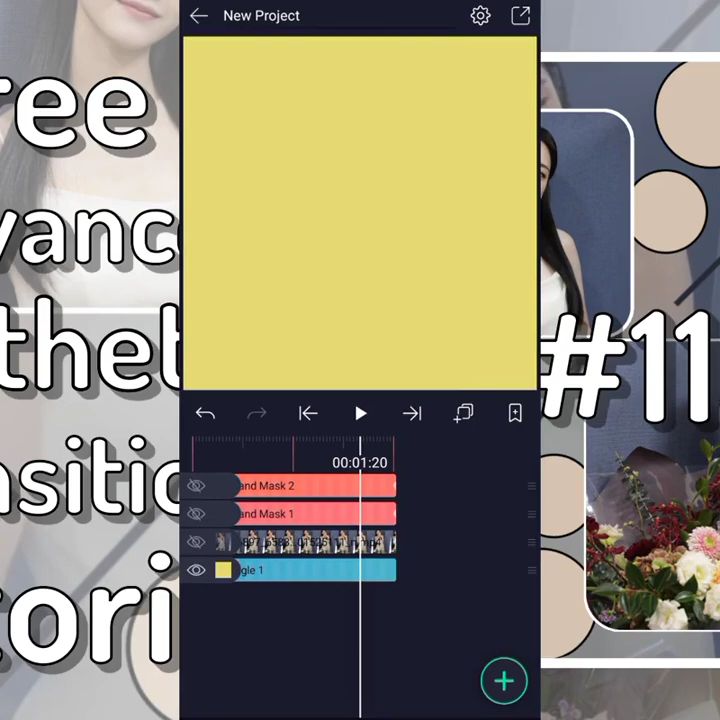 New Project
ree
vanc
thet
#11
00:01:20
and Mask 2
and Mask 1
gle 1
nsitio
tori